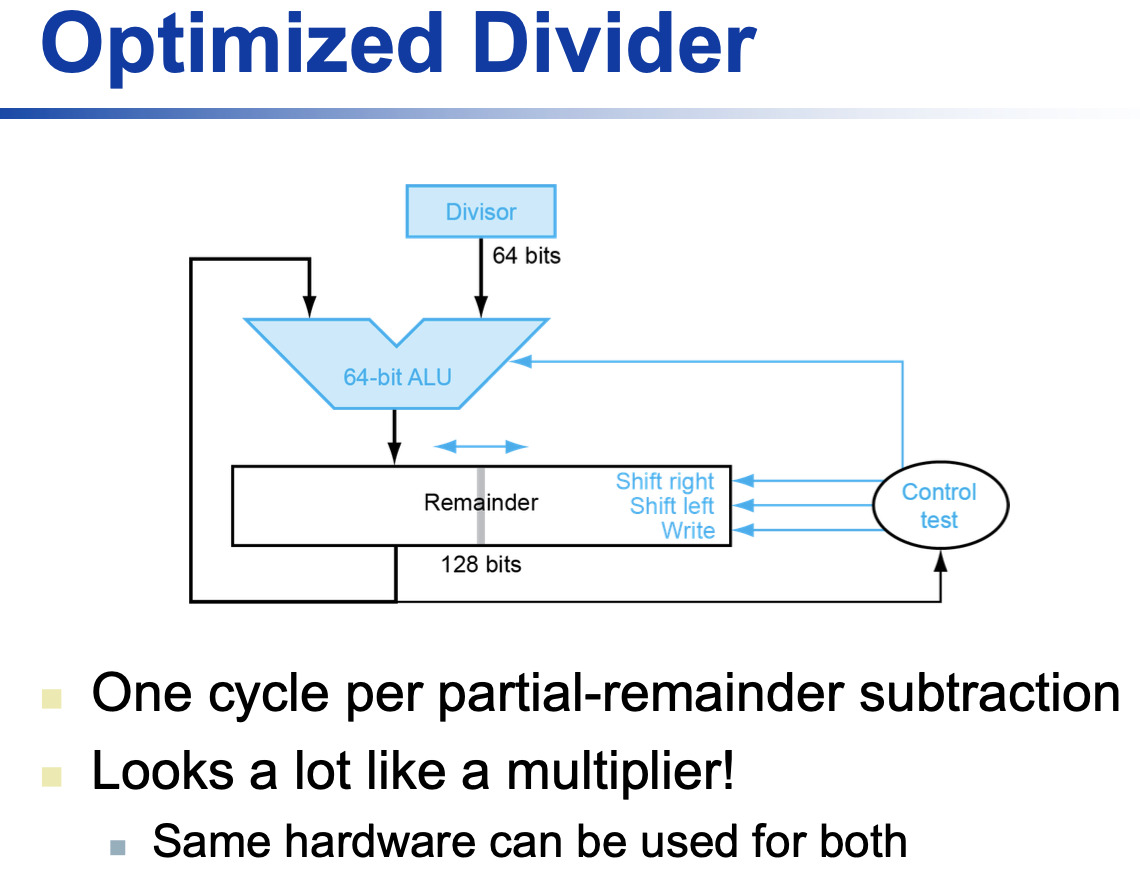 Optimized Divider
Divisor
64 bits
64-bit ALU
Remainder
Shift right
Shift left
Write
Control
test
128 bits
One cycle per partial-remainder subtraction
Looks a lot like a multiplier!
Same hardware can be used for both